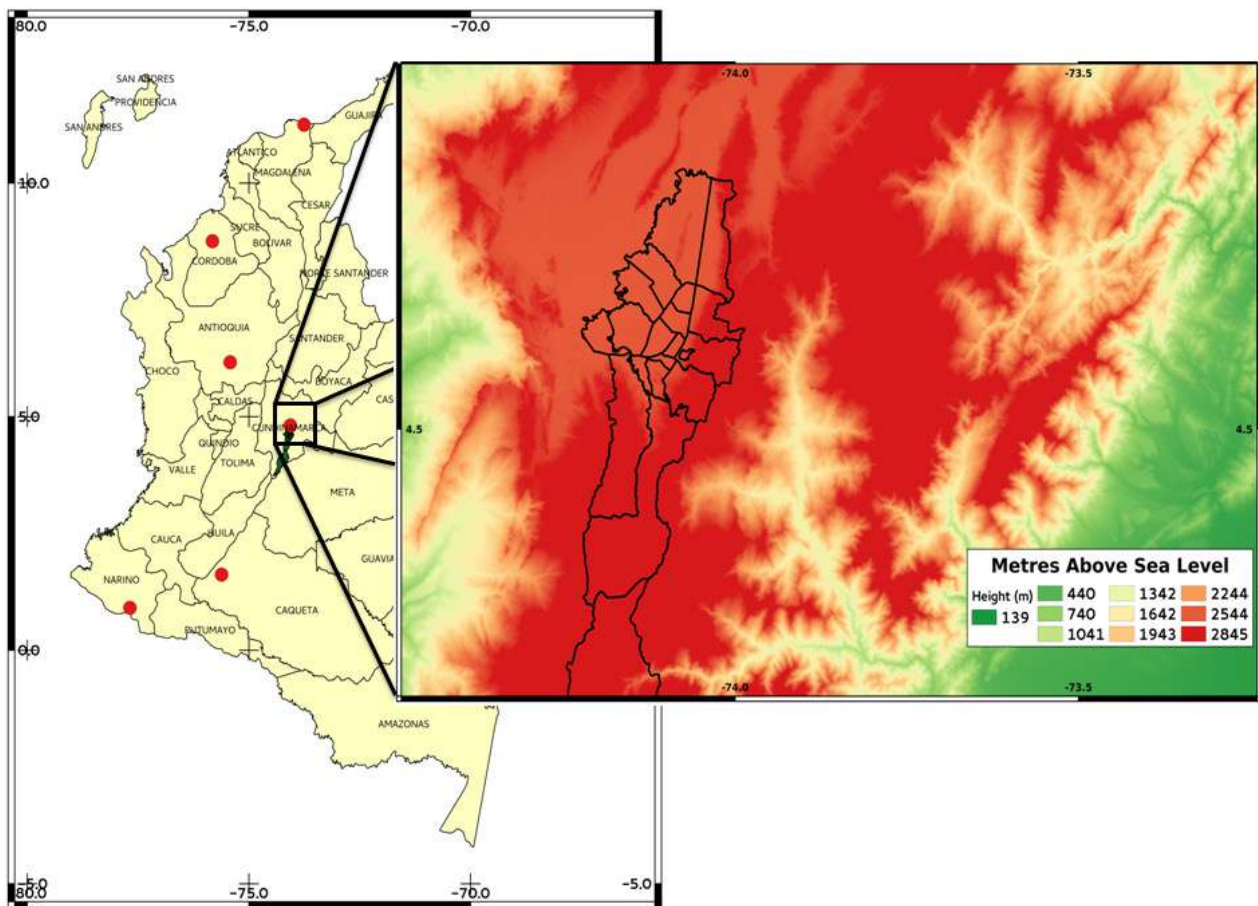 80.0 -75.0 -70.0
-74.0 -73.5
SAN ANDRES
PROVIDENCIA
SAN ANDRES
GUAJIRA
ATLANTICO
MAGDALENA
10.0
CESAR
SUCRE
BOLIVAR
CORDOBA
NORTE SANTANDER
ANTIOQUIA
SANTANDER
CHOCO
BOYACA
CALDAS
CAS
5.0
CUNDINAMARCA
4.5 4.5
QUINDIO
VALLE
TOLIMA
META
HUILA
CAUCA
GUAVIA
NARINO
CAQUETA
PUTUMAYO
0.0
AMAZONAS
Metres Above Sea Level
Height (m)
139
440 1342 2244
740 1642 2544
1041 1943 2845
-74.0 -73.5
-5.0 -5.0
80.0 -75.0 -70.0